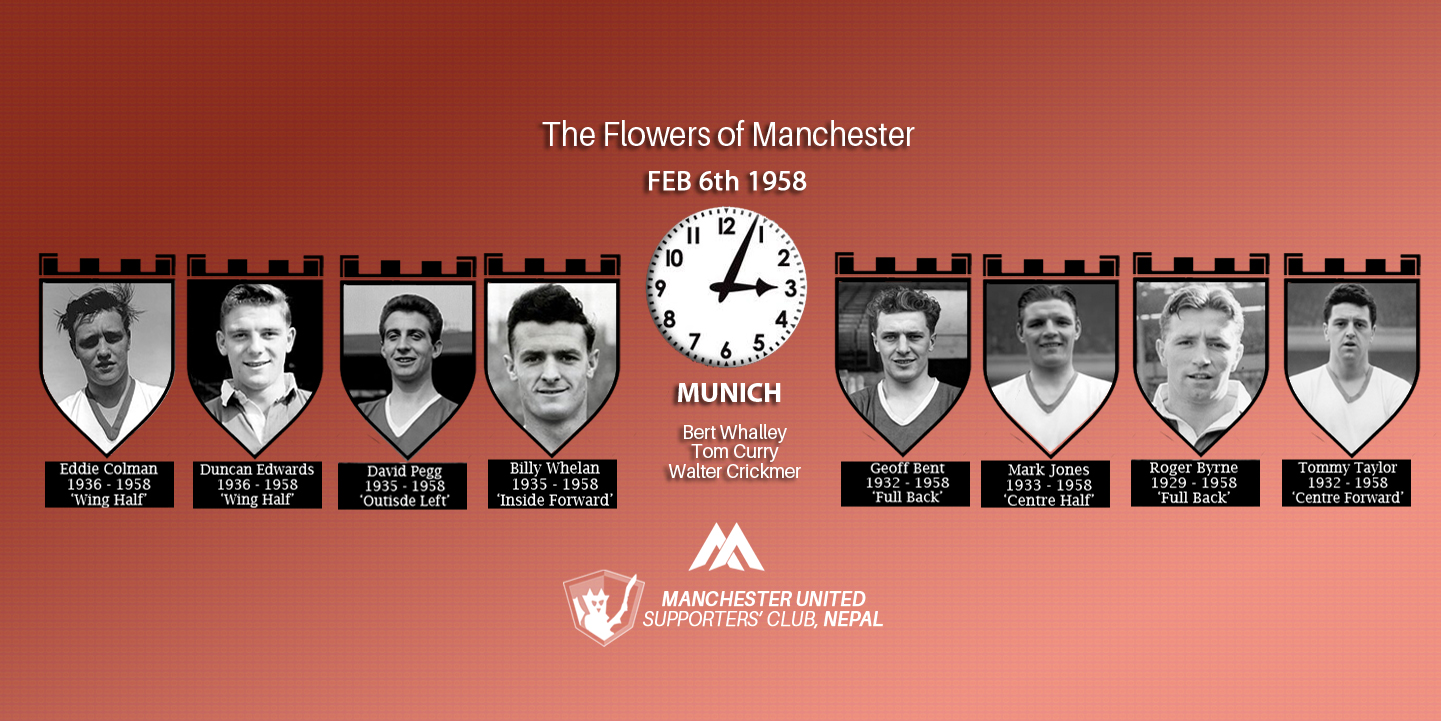 The Flowers of Manchester
FEB 6th 1958
12
1
2
3
4
5
6
7
8
9
10
11
MUNICH
Bert Whalley
Tom Curry
Walter Crickmer
Eddie Colman
1936 - 1958
‘Wing Half’
Duncan Edwards
1936 - 1958
‘Wing Half’
David Pegg
1935 - 1958
‘Outisde Left’
Billy Whelan
1935 - 1958
‘Inside Forward’
Geoff Bent
1932 - 1958
‘Full Back’
Mark Jones
1933 - 1958
‘Centre Half’
Roger Byrne
1929 - 1958
‘Full Back’
Tommy Taylor
1932 - 1958
‘Centre Forward’
MANCHESTER UNITED
SUPPORTERS’ CLUB, NEPAL